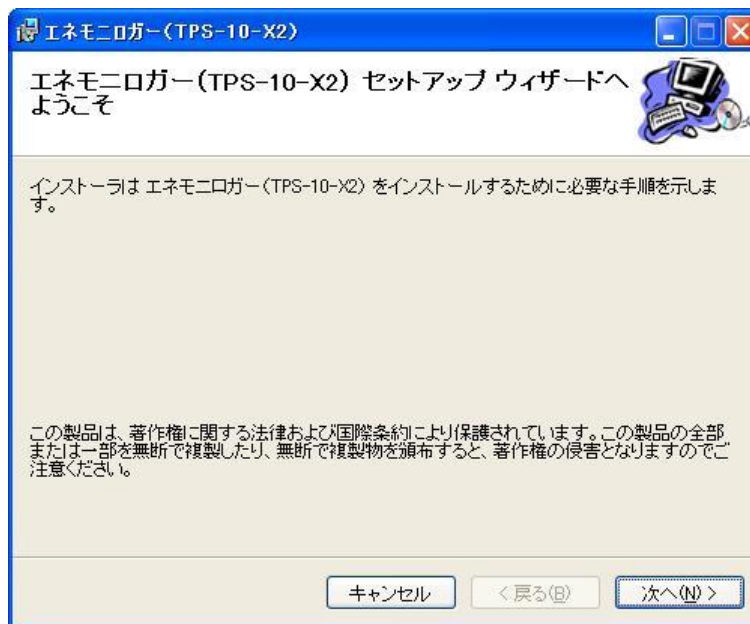 エネモニロガー(TPS-10-X2)
エネモニロガー(TPS-10-X2) セットアップ ウィザードへ
ようこそ
インストーラは エネモニロガー(TPS-10-X2) をインストールするために必要な手順を示しま
す。
この製品は、著作権に関する法律および国際条約により保護されています。この製品の全部
または一部を無断で複製したり、無断で複製物を頒布すると、著作権の侵害となりますのでご
注意ください。
キャンセル
< 戻る(B)
次へ(N) >